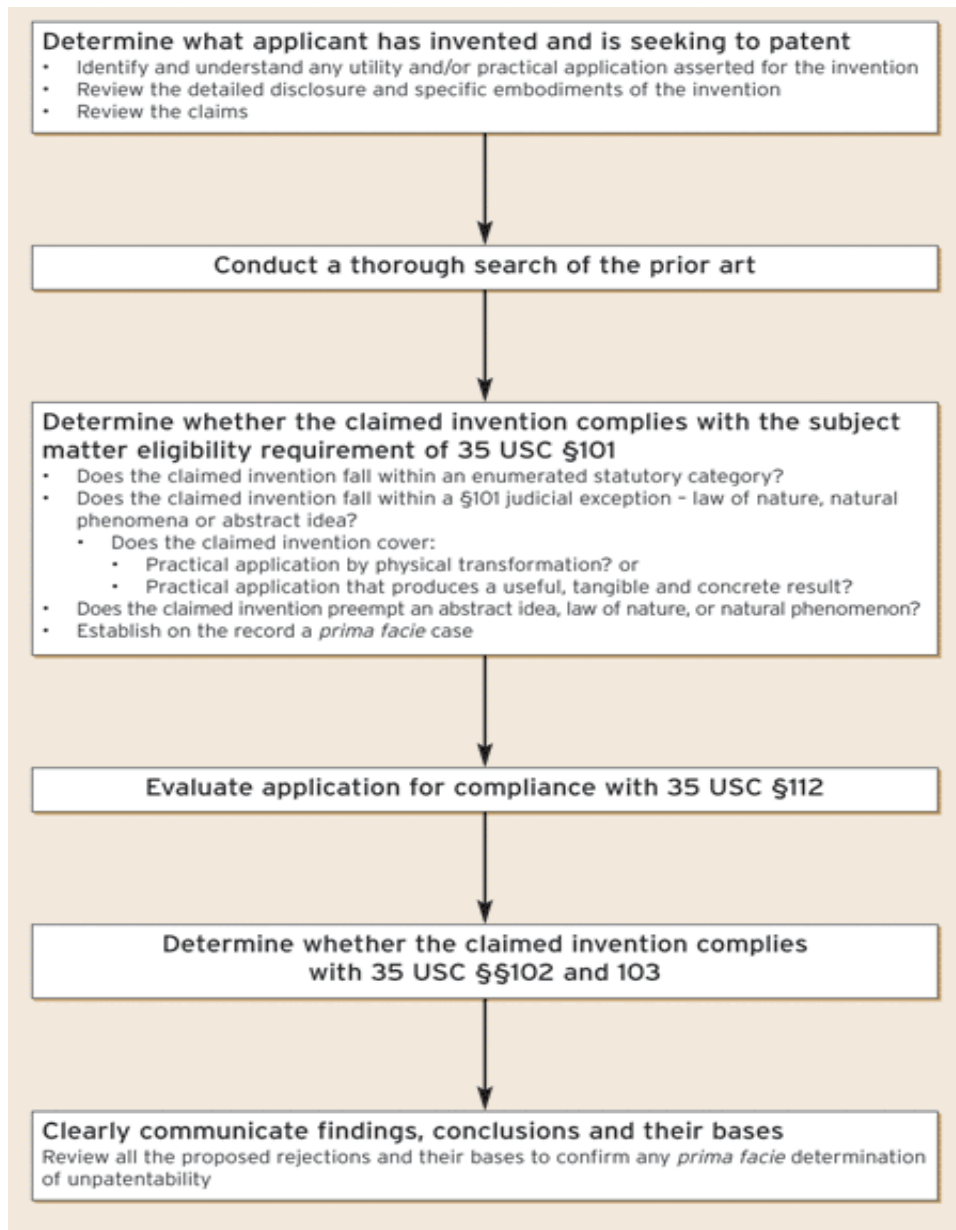 Determine what applicant has invented and is seeking to patent
• Identify and understand any utility and/or practical application asserted for the invention
• Review the detailed disclosure and specific embodiments of the invention
• Review the claims
Conduct a thorough search of the prior art
Determine whether the claimed invention complies with the subject
matter eligibility requirement of 35 USC §101
• Does the claimed invention fall within an enumerated statutory category?
• Does the claimed invention fall within a §101 judicial exception – law of nature, natural
phenomena or abstract idea?
• Does the claimed invention cover:
• Practical application by physical transformation? or
• Practical application that produces a useful, tangible and concrete result?
• Does the claimed invention preempt an abstract idea, law of nature, or natural phenomenon?
• Establish on the record a prima facie case
Evaluate application for compliance with 35 USC §112
Determine whether the claimed invention complies
with 35 USC §§102 and 103
Clearly communicate findings, conclusions and their bases
Review all the proposed rejections and their bases to confirm any prima facie determination
of unpatentability